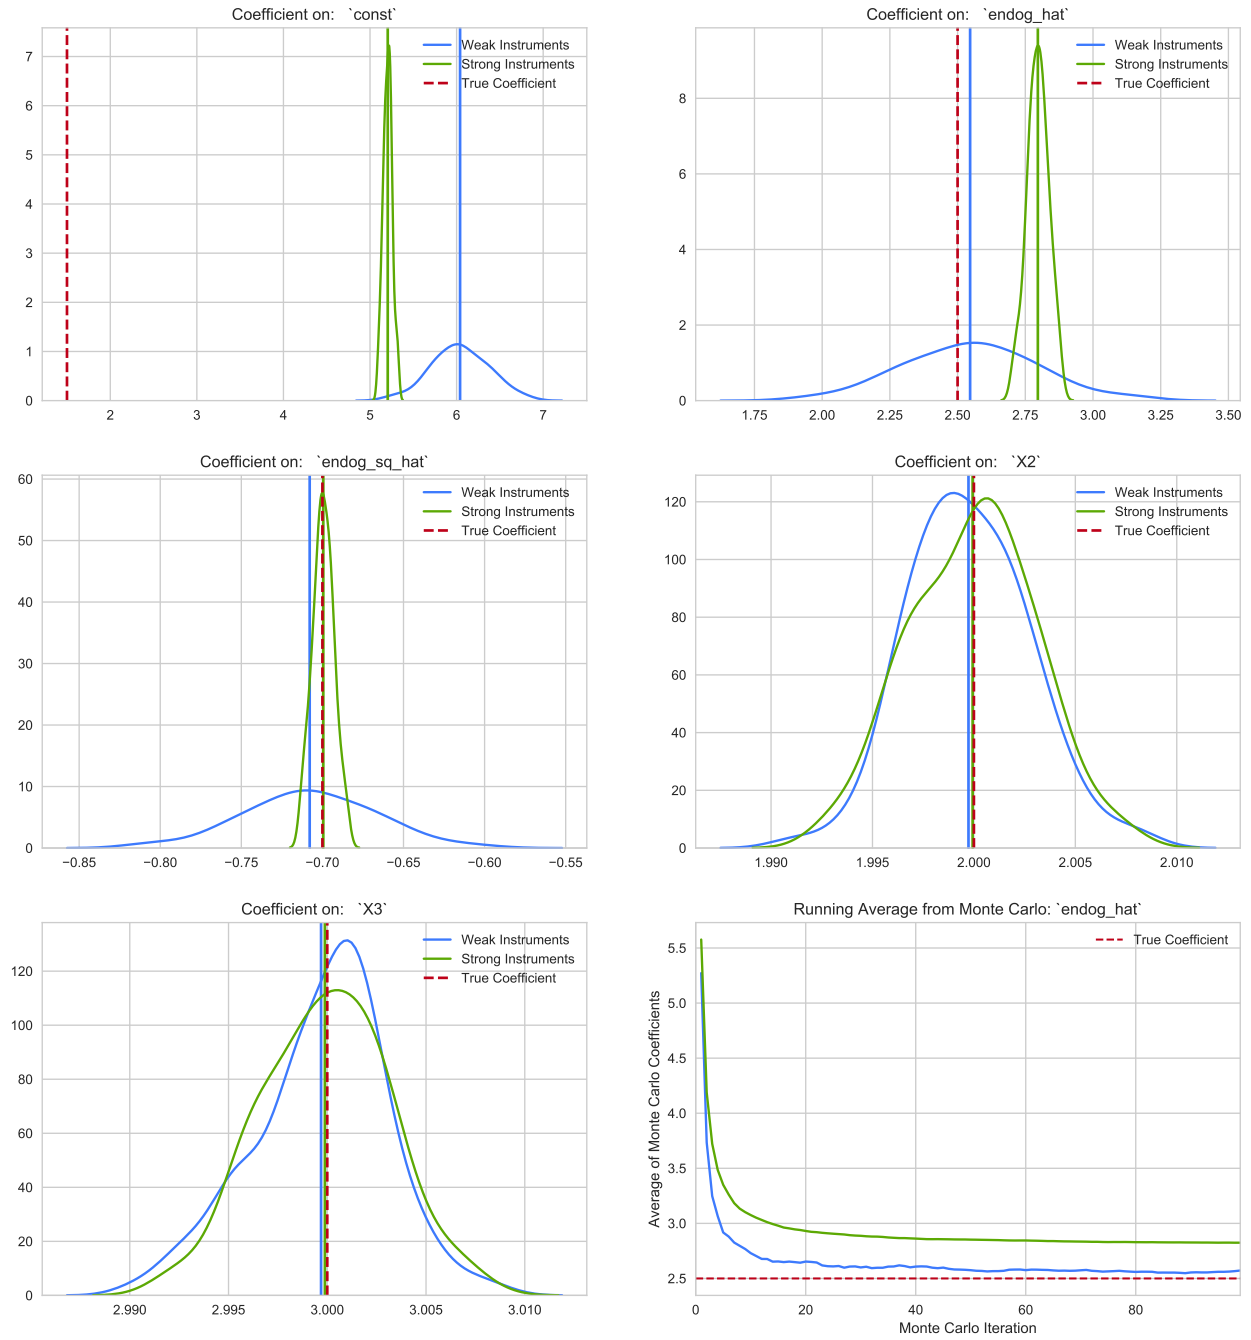 Coefficient on: `const`
Weak Instruments
Strong Instruments
True Coefficient
7
6
5
4
3
2
1
0
2 3 4 5 6 7
Coefficient on: `endog_hat`
Weak Instruments
Strong Instruments
True Coefficient
8
6
4
2
0
1.75 2.00 2.25 2.50 2.75 3.00 3.25 3.50
Coefficient on: `endog_sq_hat`
Weak Instruments
Strong Instruments
True Coefficient
60
50
40
30
20
10
0
−0.85 −0.80 −0.75 −0.70 −0.65 −0.60 −0.55
Coefficient on: `X2`
Weak Instruments
Strong Instruments
True Coefficient
120
100
80
60
40
20
0
1.990 1.995 2.000 2.005 2.010
Coefficient on: `X3`
Weak Instruments
Strong Instruments
True Coefficient
120
100
80
60
40
20
0
2.990 2.995 3.000 3.005 3.010
Running Average from Monte Carlo: `endog_hat`
True Coefficient
Average of Monte Carlo Coefficients
5.5
5.0
4.5
4.0
3.5
3.0
2.5
0 20 40 60 80
Monte Carlo Iteration